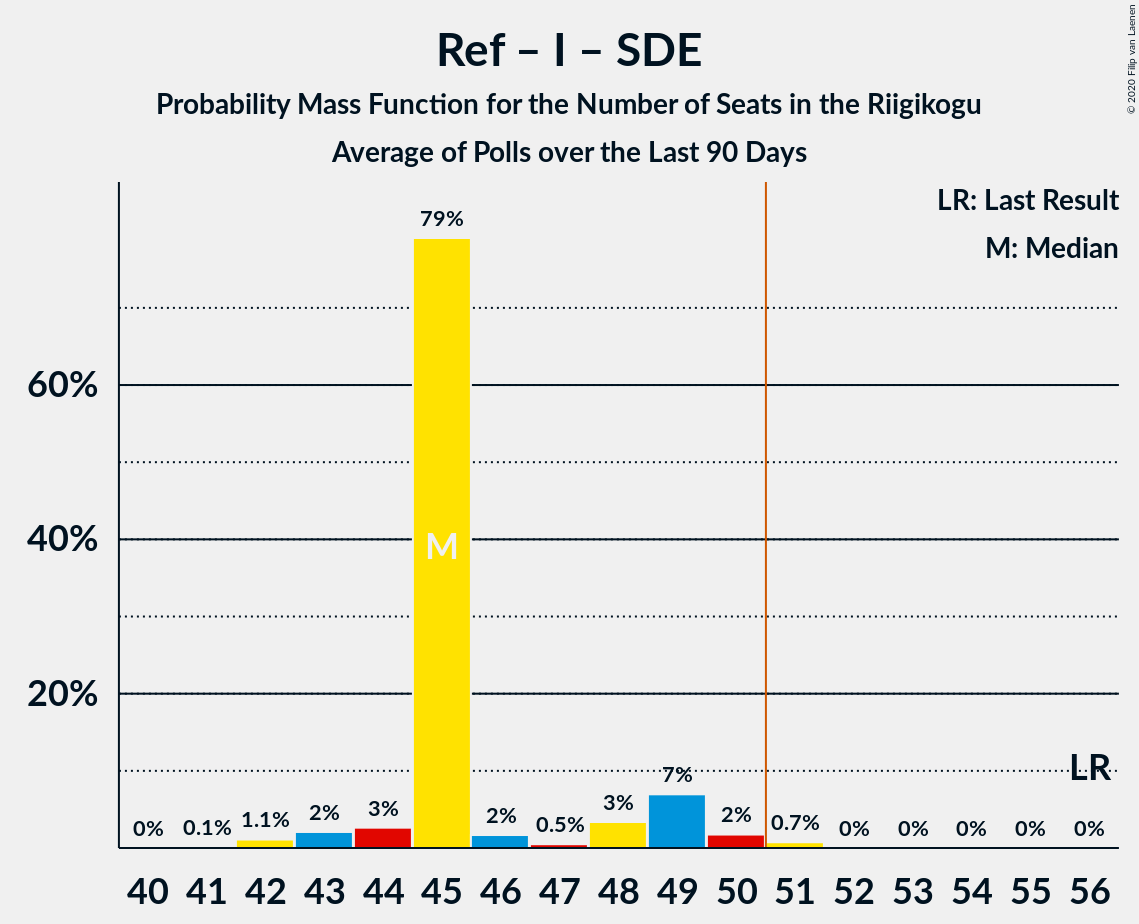 Ref – I – SDE
Probability Mass Function for the Number of Seats in the Riigikogu
Average of Polls over the Last 90 Days
© 2020 Filip van Laenen
LR: Last Result
M: Median
79%
60%
M
40%
20%
LR
0% 0.1% 1.1% 2% 3% 2% 0.5% 3% 7% 2% 0.7% 0% 0% 0% 0% 0%
40 41 42 43 44 45 46 47 48 49 50 51 52 53 54 55 56